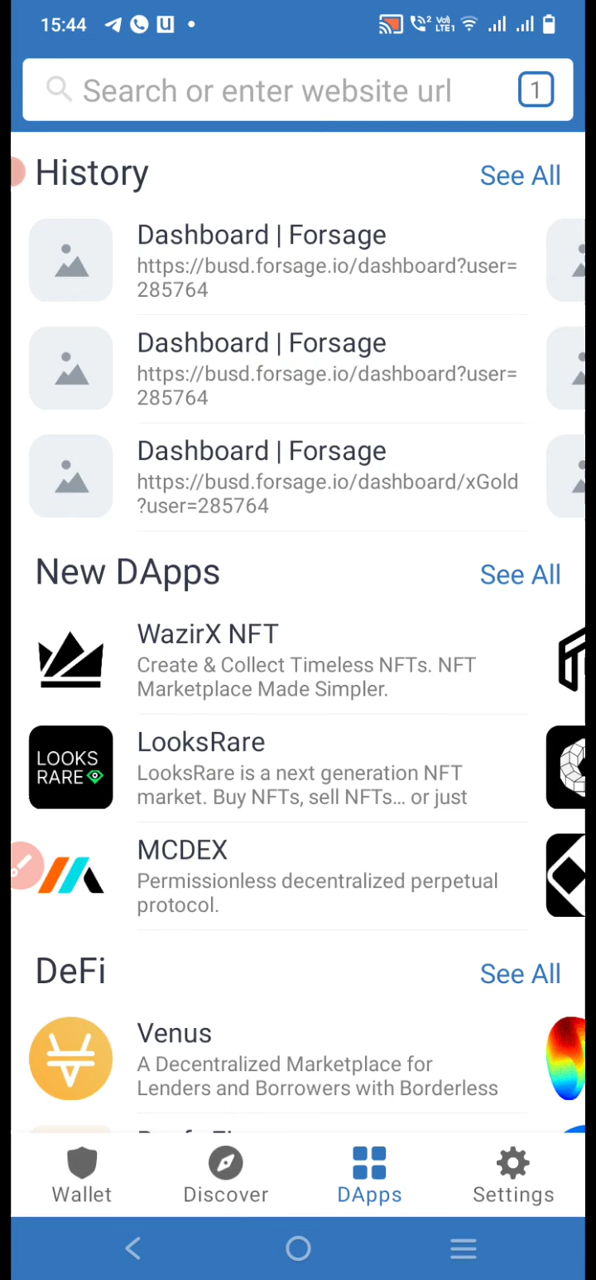 15:44
VoI
LTE1
Search or enter website url
1
History
See All
Dashboard | Forsage
https://busd.forsage.io/dashboard?user=
285764
Dashboard | Forsage
https://busd.forsage.io/dashboard?user=
285764
Dashboard | Forsage
https://busd.forsage.io/dashboard/xGold
?user=285764
New DApps
See All
WazirX NFT
Create & Collect Timeless NFTs. NFT
Marketplace Made Simpler.
LOOKS
RARE
LooksRare
LooksRare is a next generation NFT
market. Buy NFTs, sell NFTs… or just
MCDEX
Permissionless decentralized perpetual
protocol.
DeFi
See All
Venus
A Decentralized Marketplace for
Lenders and Borrowers with Borderless
Wallet
Discover
DApps
Settings